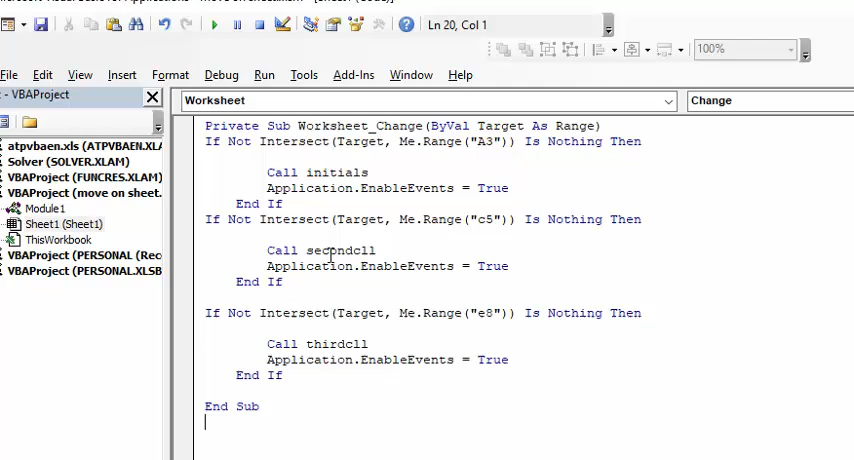 Ln 20, Col 1
100%
File Edit View Insert Format Debug Run Tools Add-Ins Window Help
- VBAProject
Worksheet
Change
atpvbaen.xls (ATPVBAEN.XLA
Solver (SOLVER.XLAM)
VBAProject (FUNCRES.XLAM)
VBAProject (move on sheet.
Module1
Sheet1 (Sheet1)
ThisWorkbook
VBAProject (PERSONAL (Rec
VBAProject (PERSONAL.XLSB
Private Sub Worksheet_Change(ByVal Target As Range)
If Not Intersect(Target, Me.Range("A3")) Is Nothing Then
Call initials
Application.EnableEvents = True
End If
If Not Intersect(Target, Me.Range("c5")) Is Nothing Then
Call secondcll
Application.EnableEvents = True
End If
If Not Intersect(Target, Me.Range("e8")) Is Nothing Then
Call thirdcll
Application.EnableEvents = True
End If
End Sub